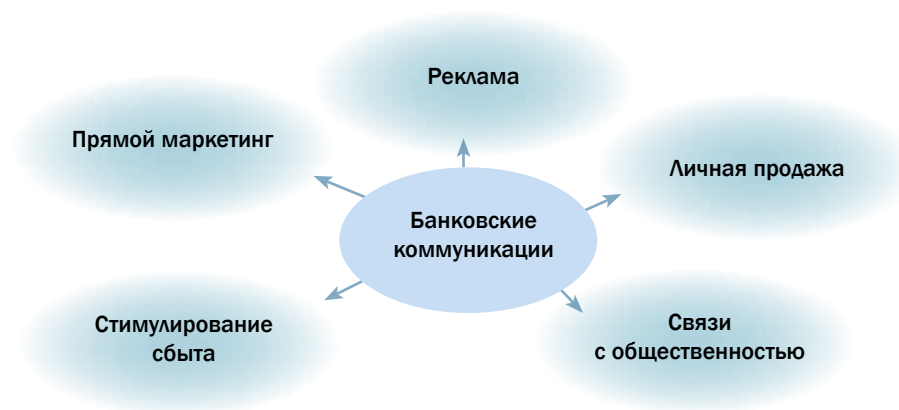 Реклама
Прямой маркетинг
Личная продажа
Банковские
коммуникации
Стимулирование
сбыта
Связи
с общественностью